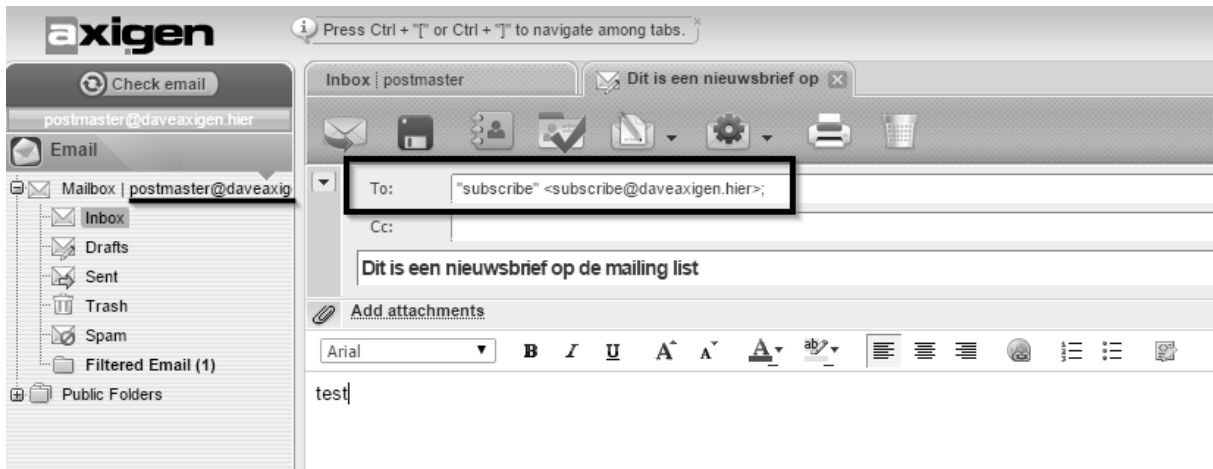 axigen
Press Ctrl + "[" or Ctrl + "]" to navigate among tabs.
Check email
postmaster@daveaxigen.hier
Email
Mailbox | postmaster@daveaxig
Inbox
Drafts
Sent
Trash
Spam
Filtered Email (1)
Public Folders
Inbox | postmaster
Dit is een nieuwsbrief op
To: "subscribe" <subscribe@daveaxigen.hier>;
Cc:
Dit is een nieuwsbrief op de mailing list
Add attachments
Arial B I U A A A ab
test